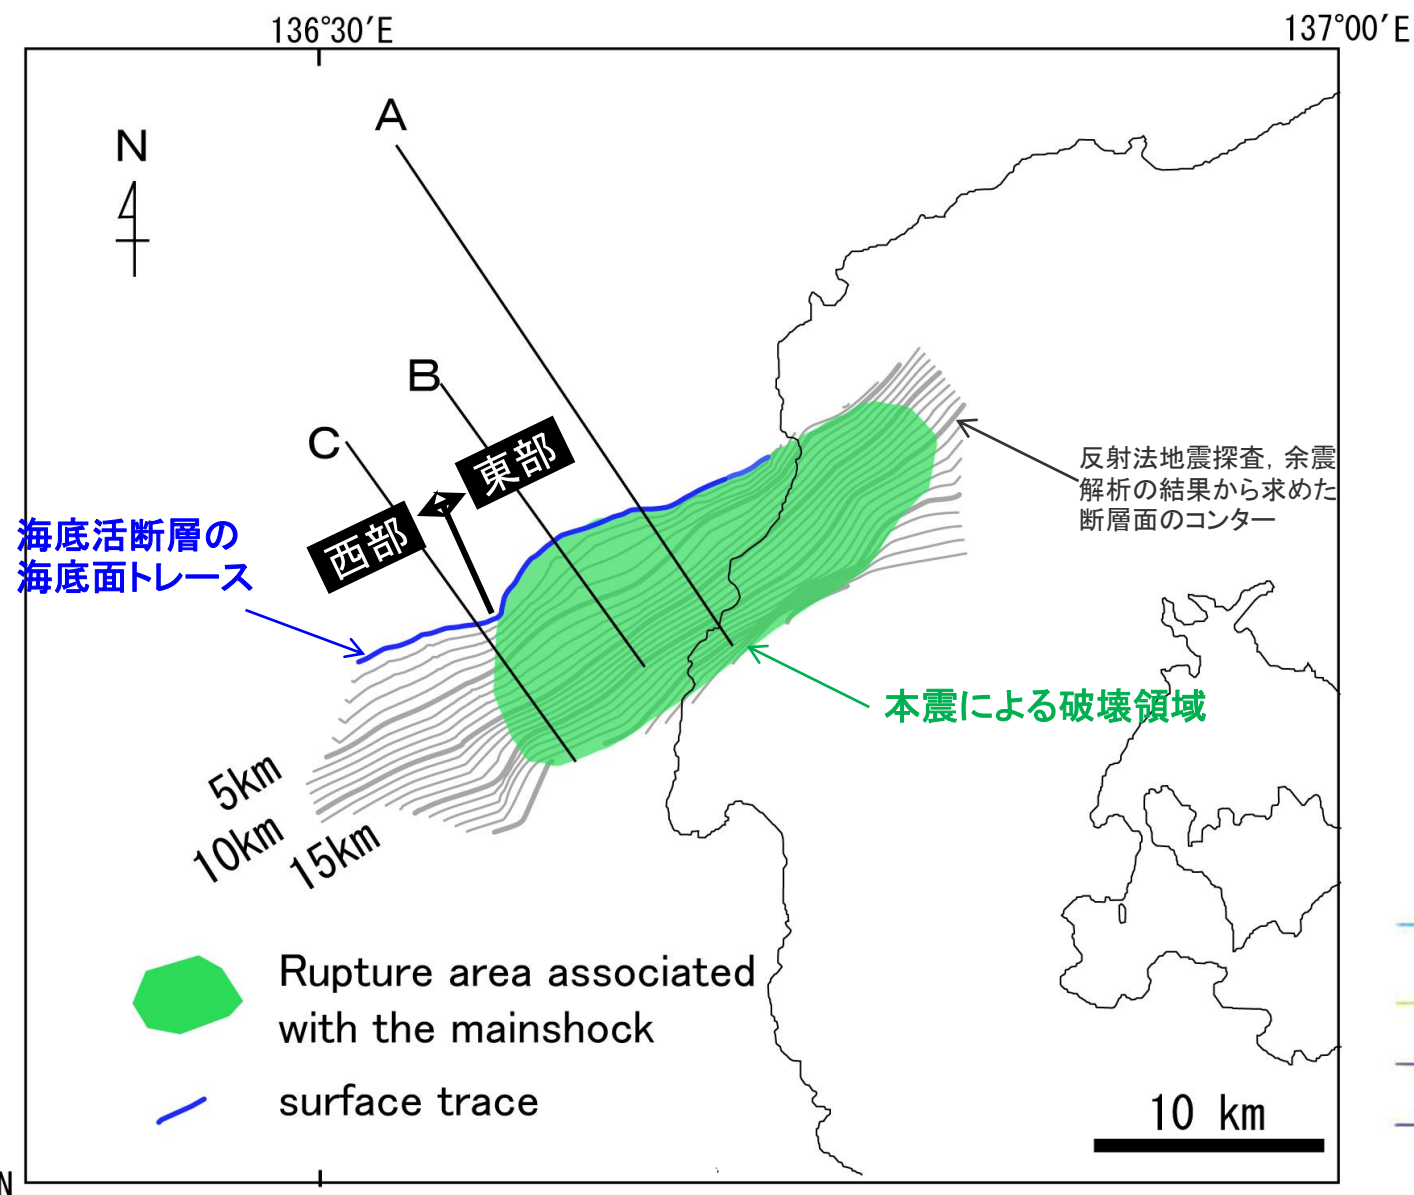 136°30′E
137°00′E
A
N
B
C
東部
西部
海底活断層の
海底面トレース
反射法地震探査，余震
解析の結果から求めた
断層面のコンター
本震による破壊領域
5km
10km
15km
Rupture area associated
with the mainshock
surface trace
10 km
N